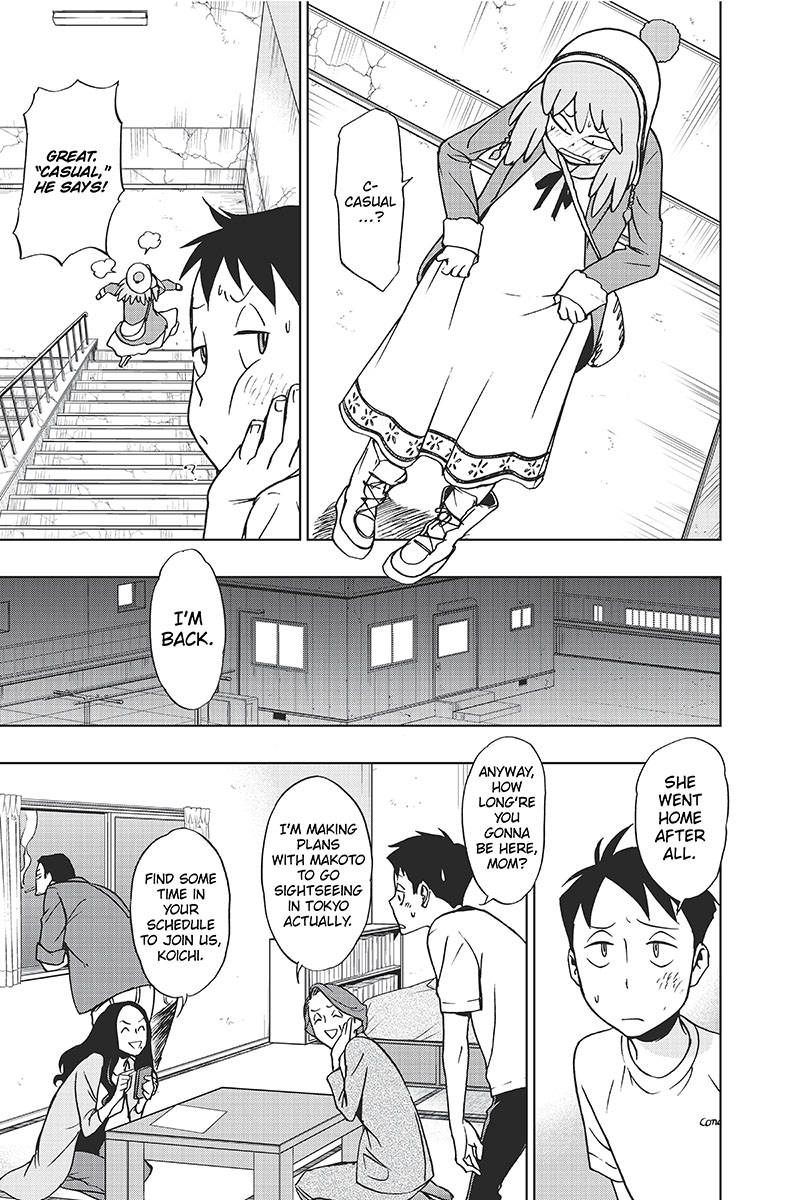 C-
CASUAL
...?
GREAT.
"CASUAL,"
HE SAYS!
?
I'M
BACK.
SHE
WENT
HOME
AFTER
ALL.
ANYWAY,
HOW
LONG'RE
YOU
GONNA
BE HERE,
MOM?
I'M MAKING
PLANS
WITH MAKOTO
TO GO
SIGHTSEEING
IN TOKYO
ACTUALLY.
FIND SOME
TIME IN
YOUR
SCHEDULE
TO JOIN US,
KOICHI.